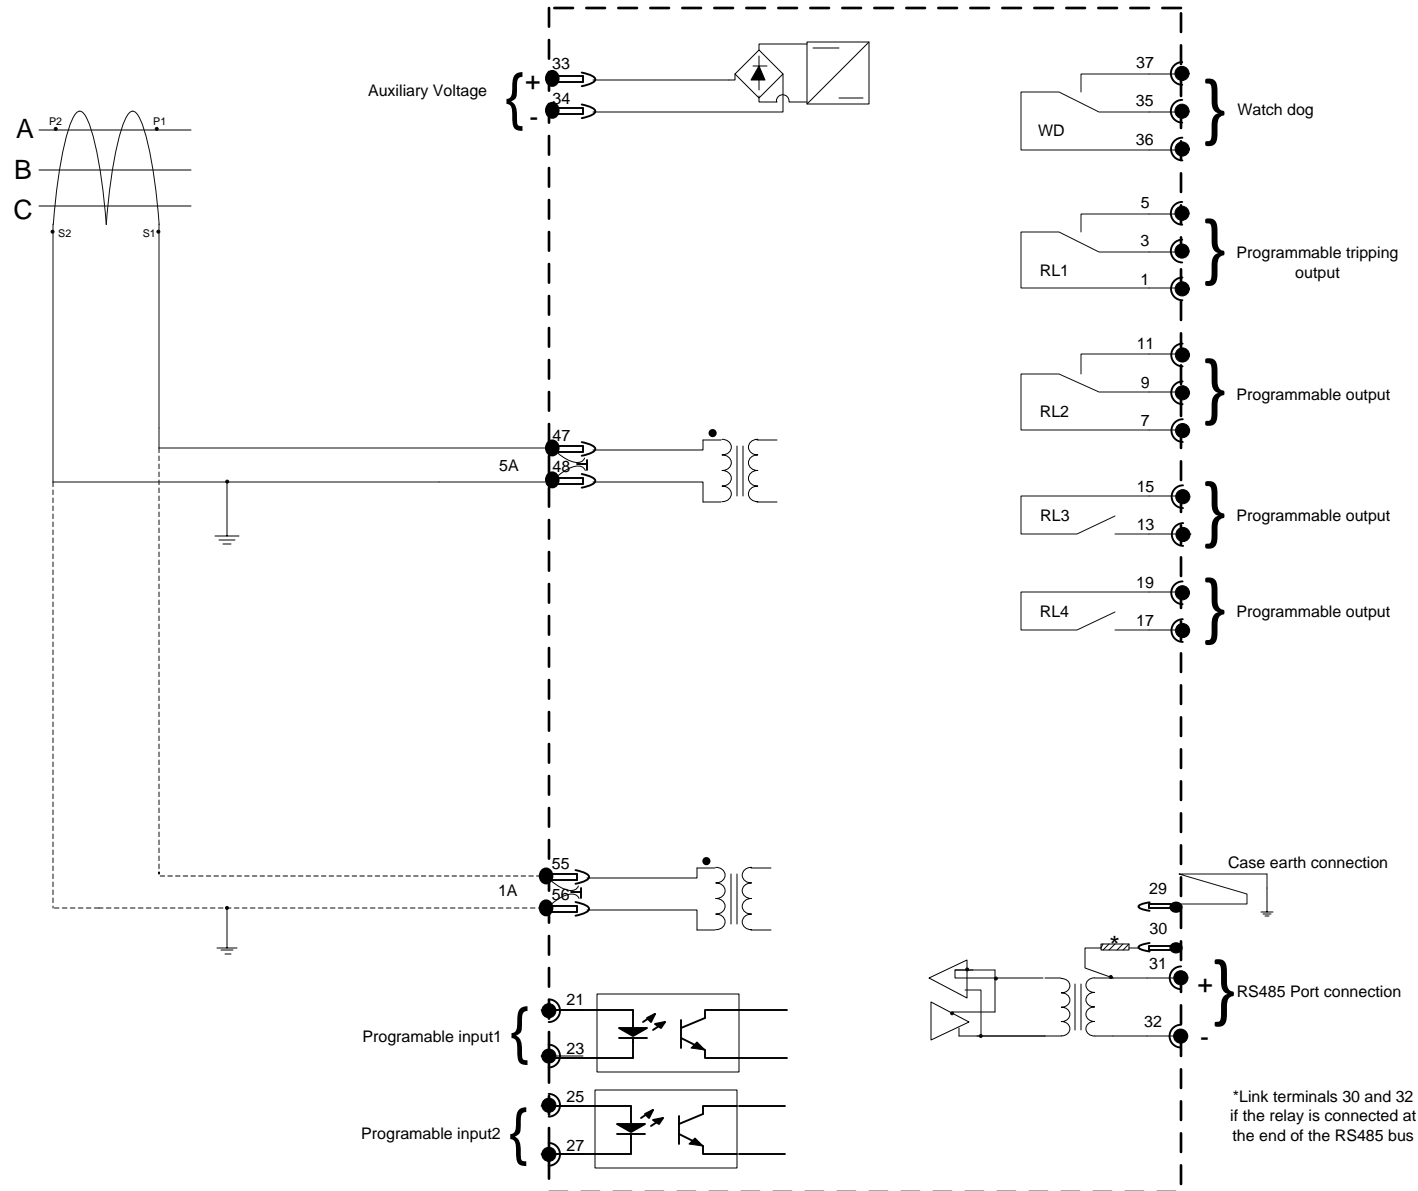 33
Auxiliary Voltage
+
34
-
37
35
WD
36
Watch dog
A
P2
P1
B
C
S2
S1
5
3
RL1
1
Programmable tripping
output
11
9
RL2
7
Programmable output
47
5A
48
15
RL3
13
Programmable output
19
RL4
17
Programmable output
55
1A
56
Case earth connection
29
30
*
31
+
RS485 Port connection
32
-
21
Programable input1
23
25
Programable input2
27
*Link terminals 30 and 32
if the relay is connected at
the end of the RS485 bus